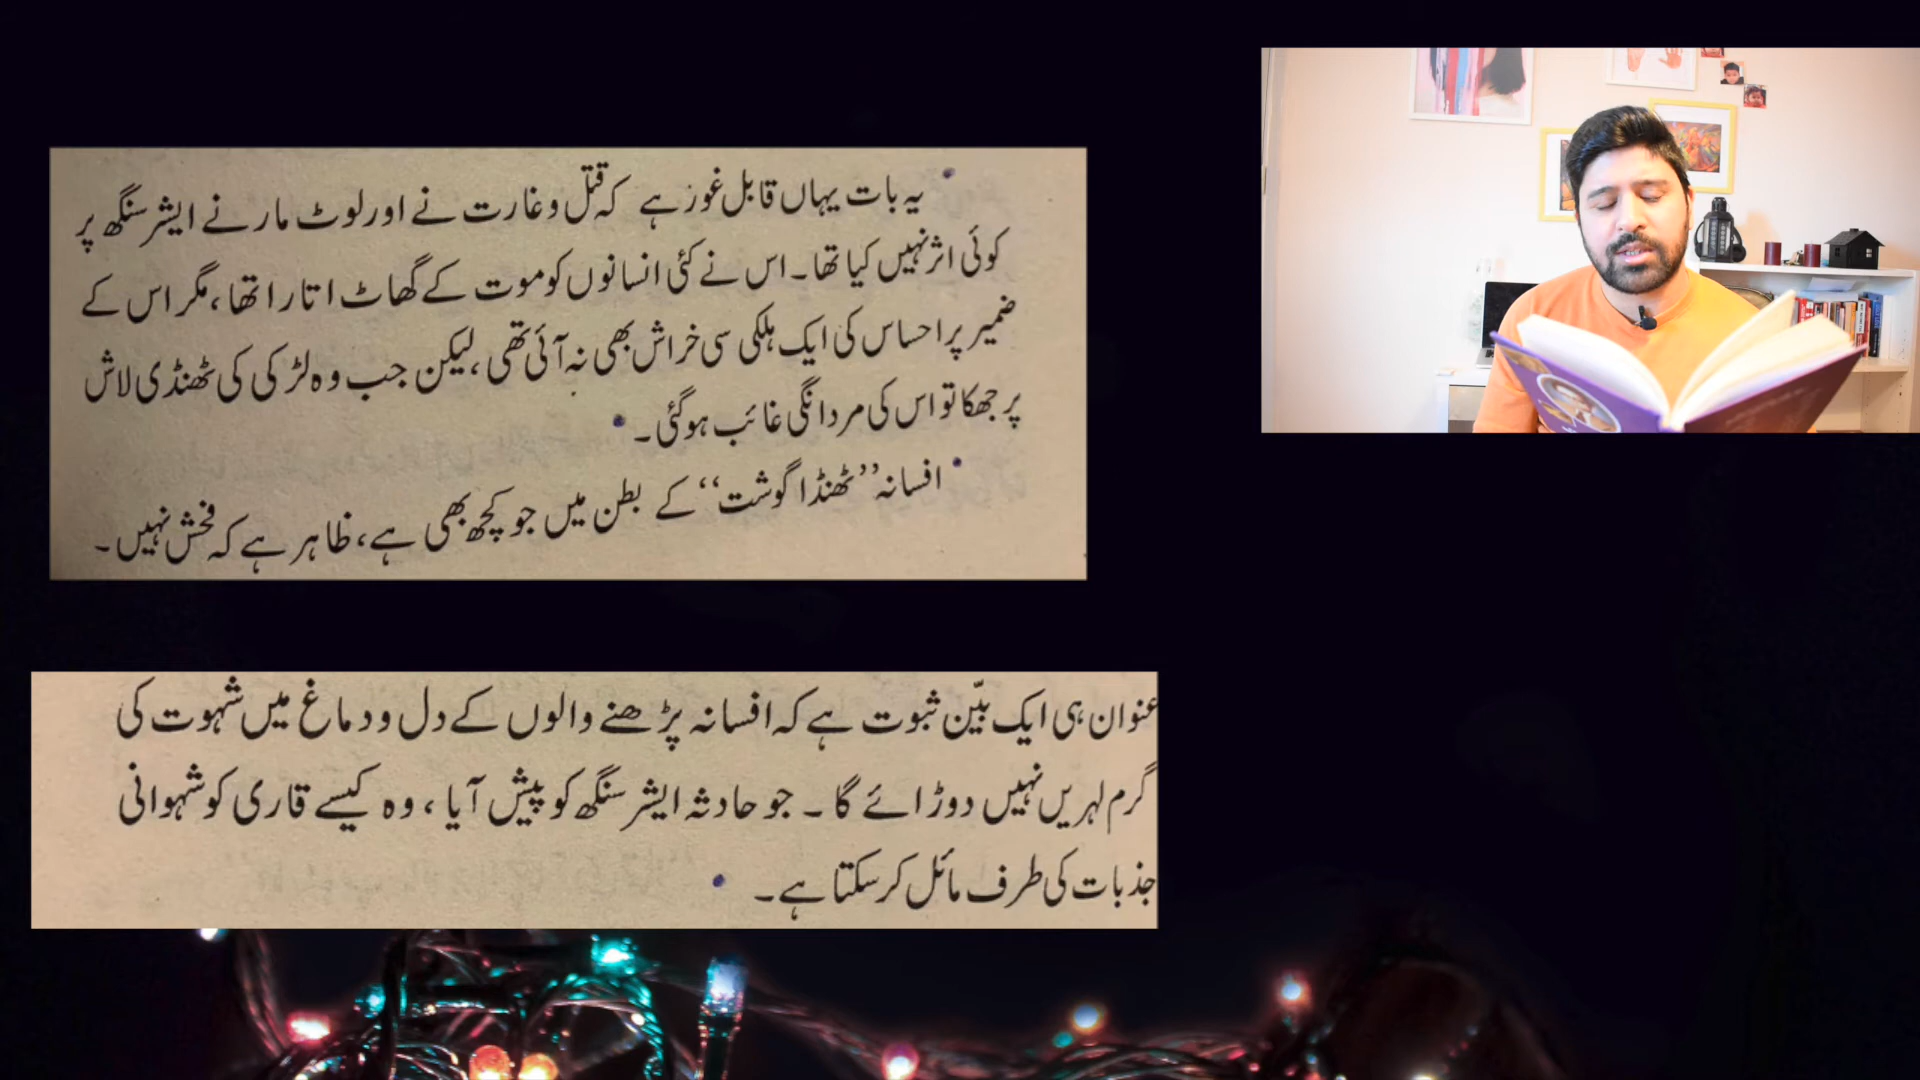 یہ بات یہاں قابل غور ہے کہ قتل و غارت نے اور لوٹ مار نے ایشر سنگھ پر
کوئی اثر نہیں کیا تھا۔ اس نے کئی انسانوں کو موت کے گھاٹ اتارا تھا، مگر اس کے
ضمیر پر احساس کی ایک ہلکی سی خراش بھی نہ آئی تھی، لیکن جب وہ لڑکی کی ٹھنڈی لاش
پر جھکا تو اس کی مردانگی غائب ہو گئی۔
افسانہ ’’ٹھنڈا گوشت‘‘ کے بطن میں جو کچھ بھی ہے، ظاہر ہے کہ فحش نہیں۔
عنوان ہی ایک بیّن ثبوت ہے کہ افسانہ پڑھنے والوں کے دل و دماغ میں شہوت کی
گرم لہریں نہیں دوڑائے گا۔ جو حادثہ ایشر سنگھ کو پیش آیا، وہ کیسے قاری کو شہوانی
جذبات کی طرف مائل کر سکتا ہے۔